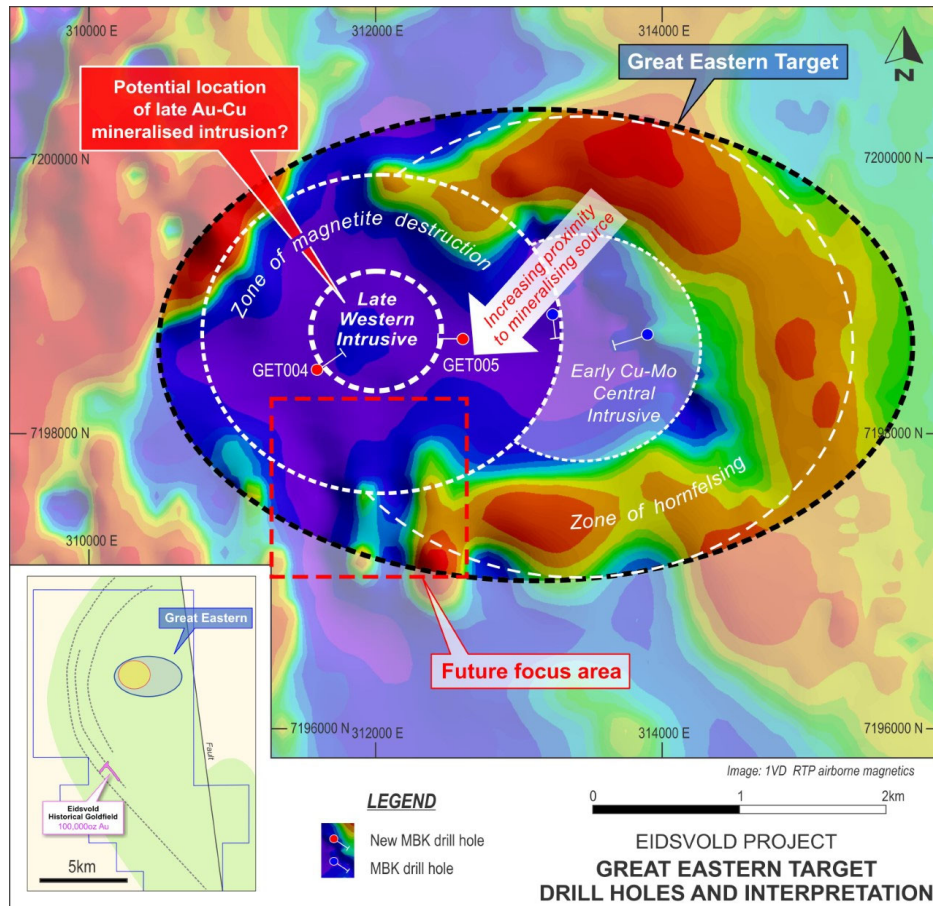 310000 E
312000 E
314000 E
Great Eastern Target
N
Potential location
of late Au-Cu
mineralised intrusion?
7200000 N
7200000 N
Zone of magnetite destruction
Increasing proximity
to mineralising source
Late
Western
Intrusive
GET004
GET005
Early Cu-Mo
Central
Intrusive
7198000 N
7198000 N
Zone of hornfelsing
310000 E
Future focus area
Great Eastern
Fault
Eidsvold
Historical Goldfield
100,000oz Au
5km
7196000 N
312000 E
314000 E
7196000 N
Image: 1VD RTP airborne magnetics
LEGEND
New MBK drill hole
MBK drill hole
0 1 2km
EIDSVOLD PROJECT
GREAT EASTERN TARGET
DRILL HOLES AND INTERPRETATION